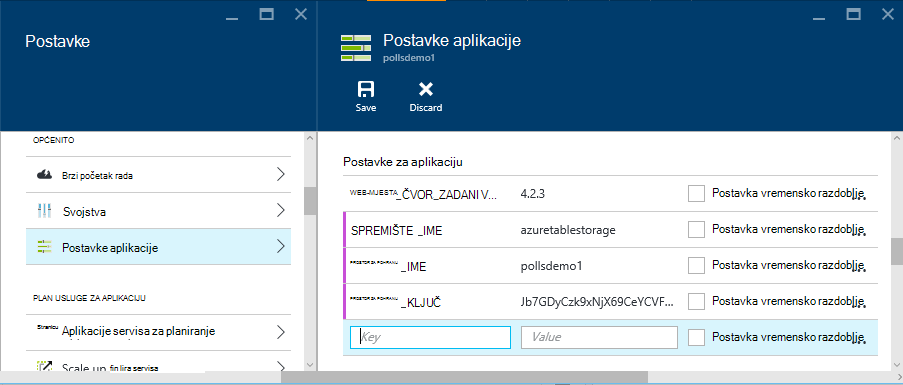 Postavke
OPĆENITO
Brzi početak rada
Svojstva
Postavke aplikacije
PLAN USLUGE ZA APLIKACIJU
Stranicu Aplikacije servisa za planiranje
Scale up
Postavke aplikacije
pollsdemo1
Save Discard
Postavke za aplikaciju
WEB-MJESTA_ČVOR_ZADANI V... 4.2.3 Postavka vremensko razdoblje.
SPREMIŠTE _IME azuretablestorage Postavka vremensko razdoblje.
PROSTOR ZA POHRANU _IME pollsdemo1 Postavka vremensko razdoblje.
PROSTOR ZA POHRANU _KLJUČ Jb7GDyCzk9xNjX69CeYCVF... Postavka vremensko razdoblje.
Key Value Postavka vremensko razdoblje.